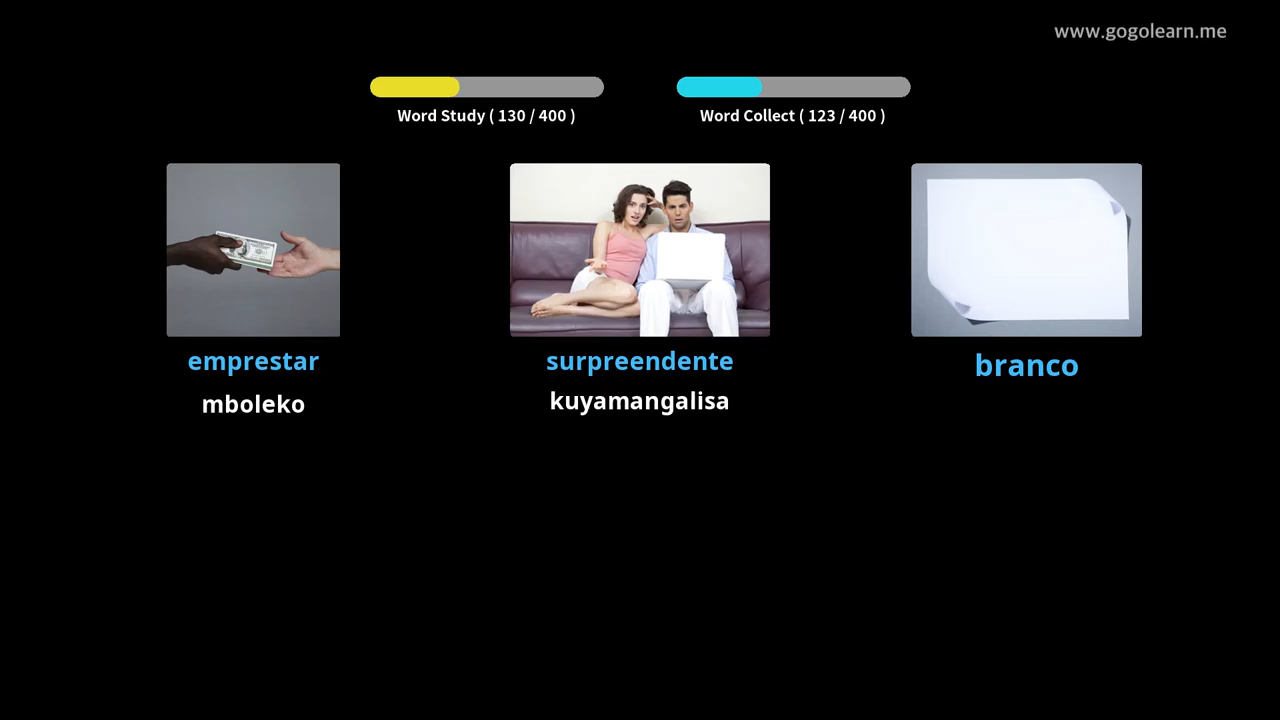 www.gogolearn.me
Word Study ( 130 / 400 )
Word Collect ( 123 / 400 )
emprestar
mboleko
surpreendente
kuyamangalisa
branco